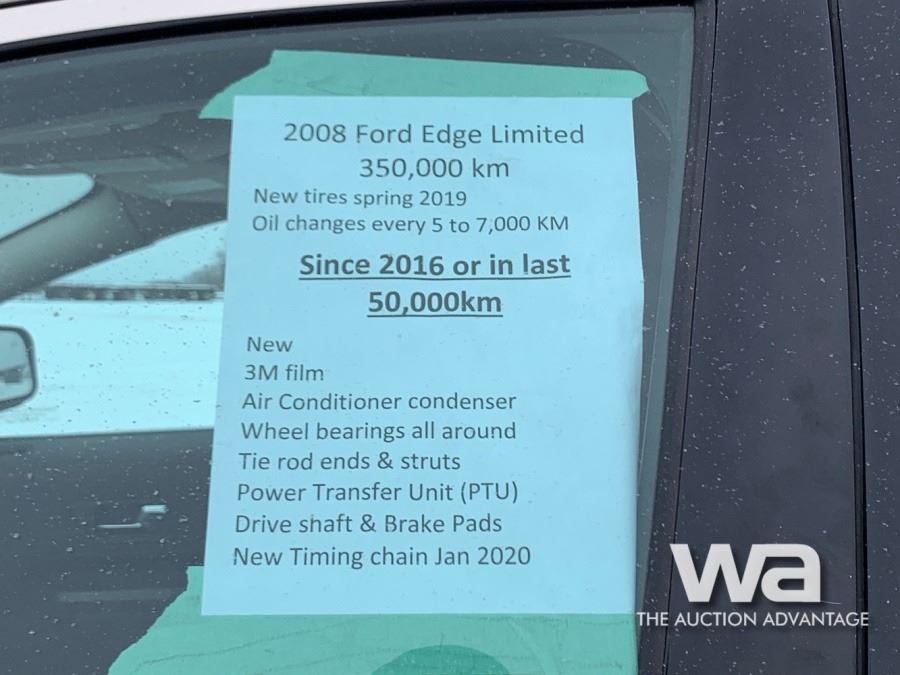 2008 Ford Edge Limited
350,000 km
New tires spring 2019
Oil changes every 5 to 7,000 KM
Since 2016 or in last
50,000km
New
3M film
Air Conditioner condenser
Wheel bearings all around
Tie rod ends & struts
Power Transfer Unit (PTU)
Drive shaft & Brake Pads
New Timing chain Jan 2020
wa
THE AUCTION ADVANTAGE